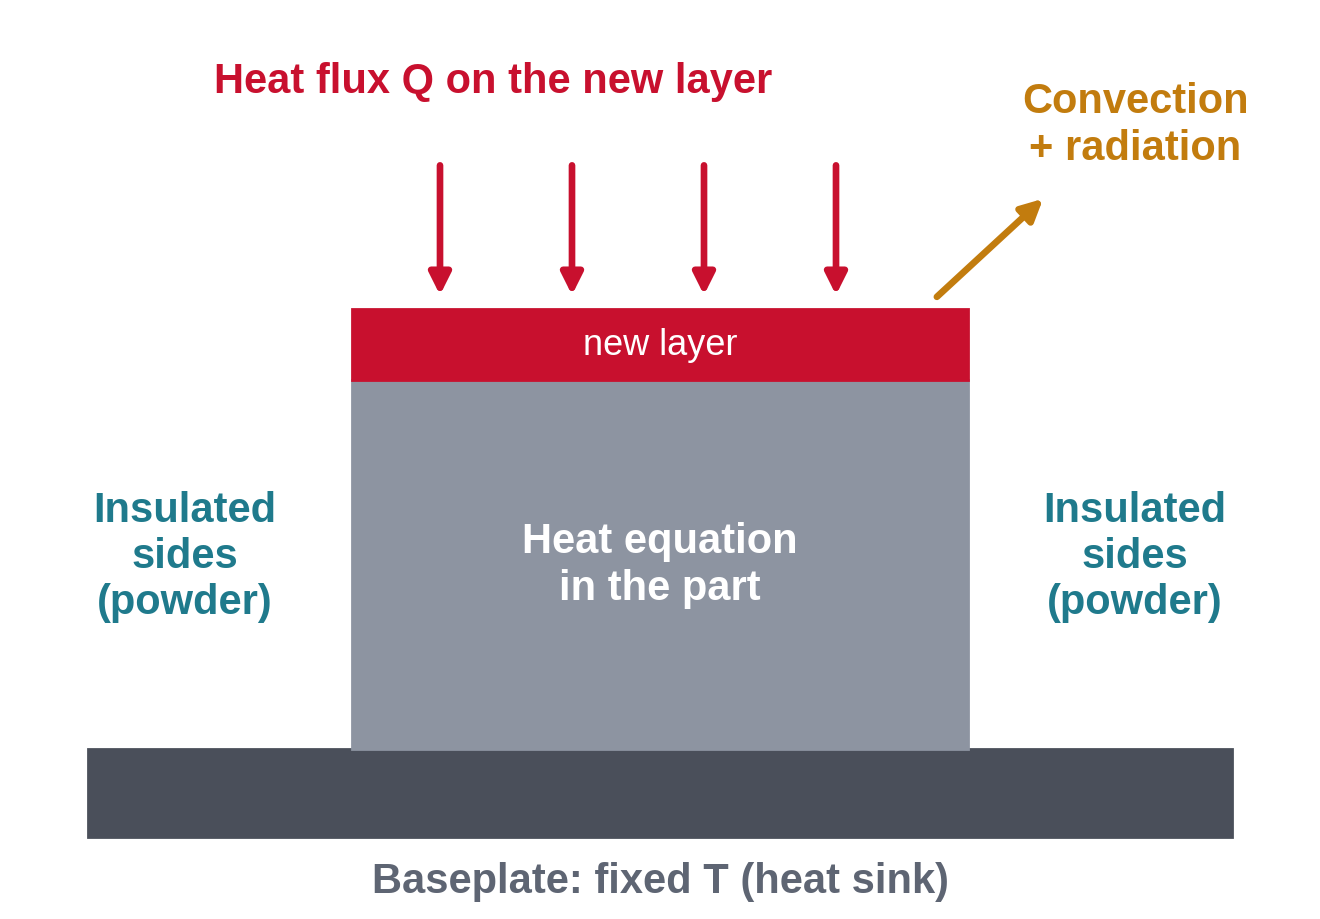 Heat flux Q on the new layer
Convection
+ radiation
new layer
Insulated
sides
(powder)
Heat equation
in the part
Insulated
sides
(powder)
Baseplate: fixed T (heat sink)